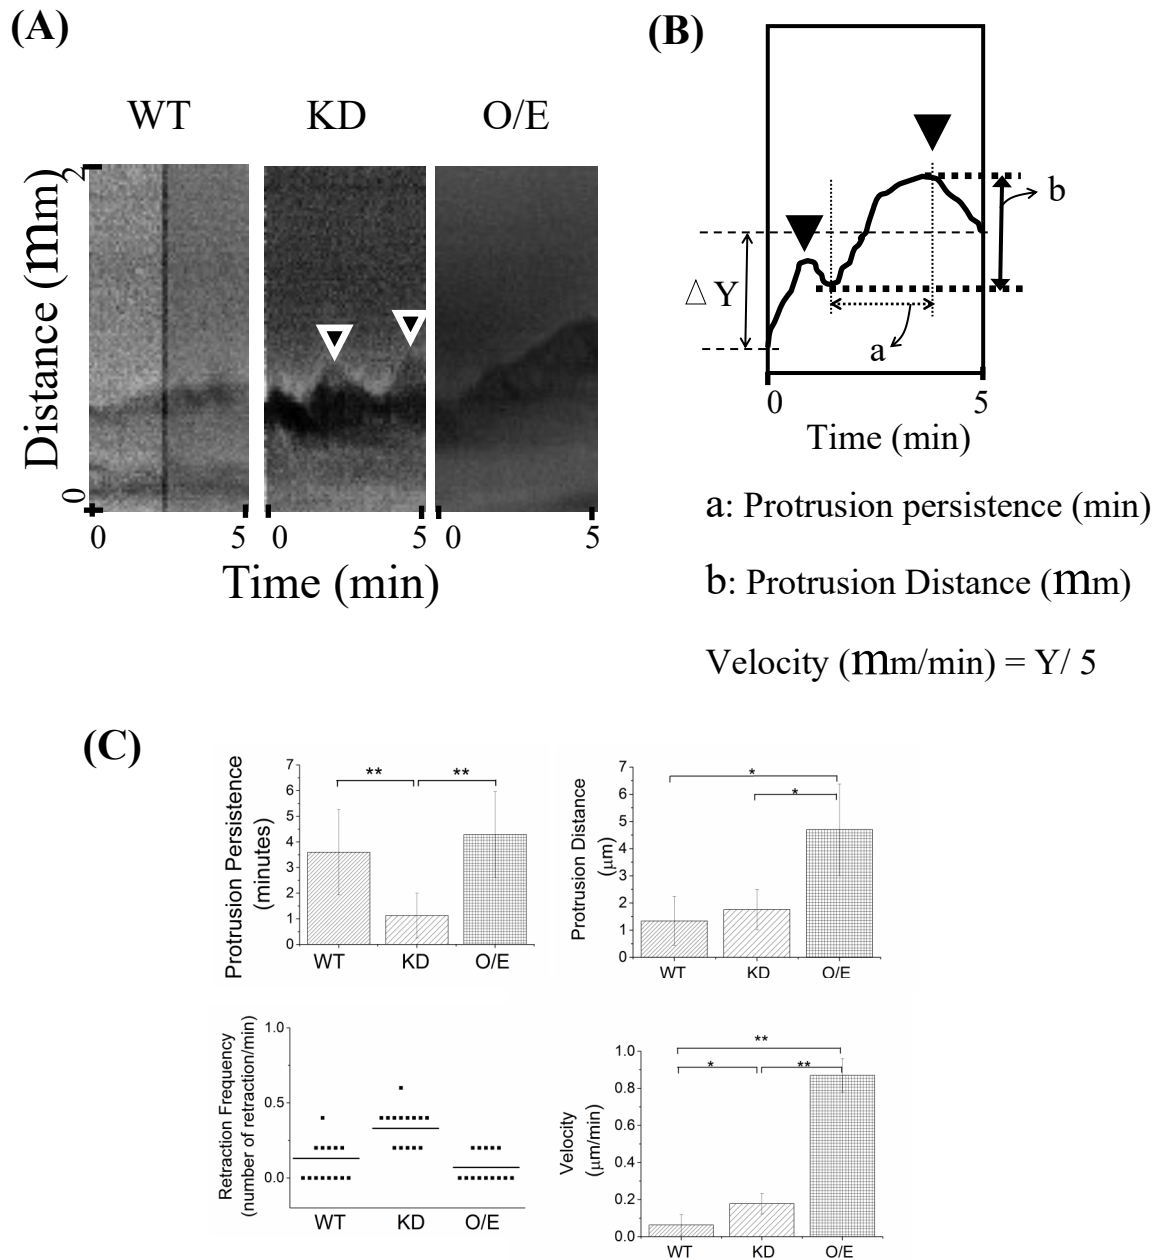 (A)
WT KD O/E
Distance (mm)
2
0
0 5 0 5 0 5
Time (min)
(B)
b
Δ Y
a
0 5
Time (min)
a: Protrusion persistence (min)
b: Protrusion Distance (mm)
Velocity (mm/min) = Y/ 5
(C)
Protrusion Persistence
(minutes)
7
6
5
4
3
2
1
0
** **
WT KD O/E
Protrusion Distance
(μm)
7
6
5
4
3
2
1
0
*
*
WT KD O/E
Retraction Frequency
(number of retraction/min)
1.0
0.5
0.0
WT KD O/E
Velocity
(μm/min)
1.0
0.8
0.6
0.4
0.2
0.0
**
* **
WT KD O/E